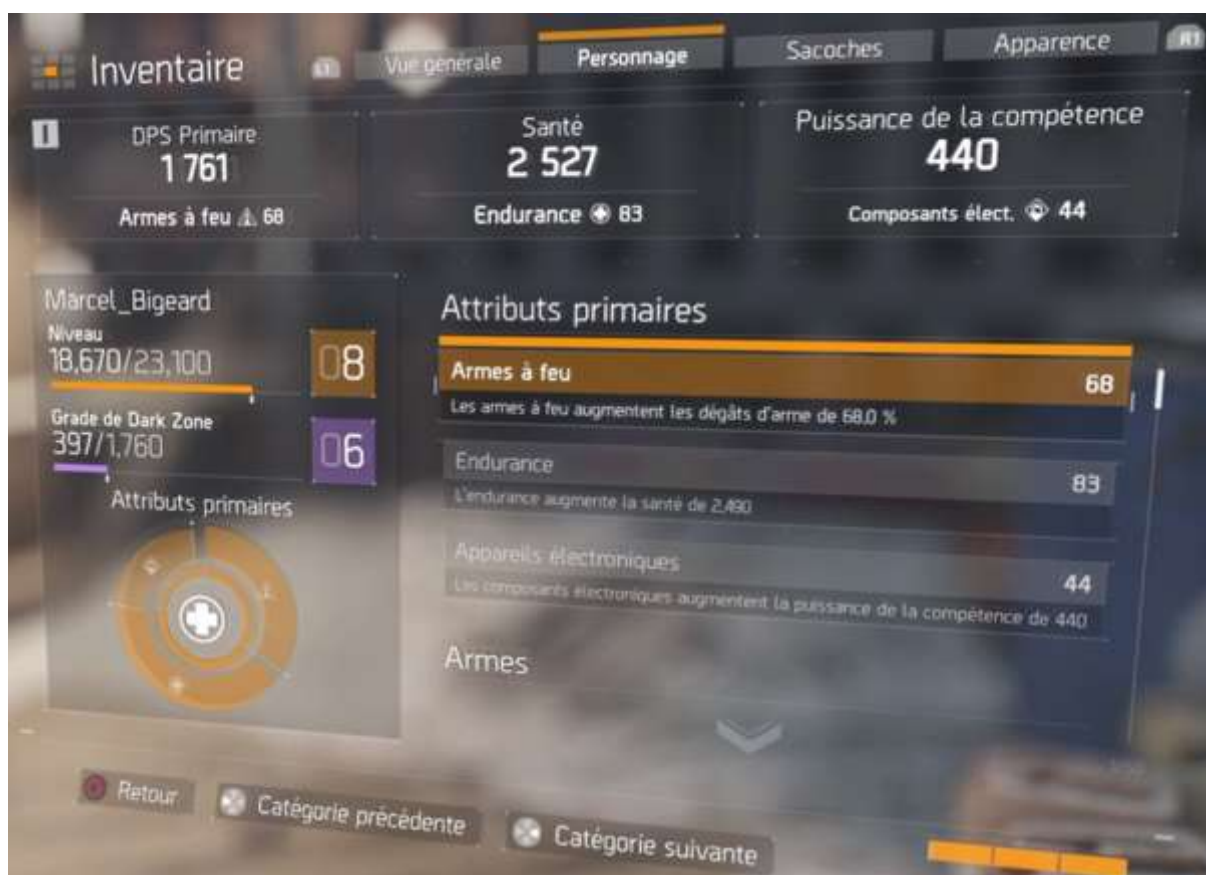 Inventaire
L1
Vue générale
Personnage
Sacoches
Apparence
R1
DPS Primaire
1 761
Armes à feu 68
Santé
2 527
Endurance 83
Puissance de la compétence
440
Composants élect. 44
Marcel_Bigeard
Niveau
18,670/23,100
08
Grade de Dark Zone
397/1,760
06
Attributs primaires
Attributs primaires
Armes à feu
68
Les armes à feu augmentent les dégâts d'arme de 68.0 %
Endurance
83
L'endurance augmente la santé de 2,490
Appareils électroniques
44
Les composants électroniques augmentent la puissance de la compétence de 440
Armes
Retour
Catégorie précédente
Catégorie suivante